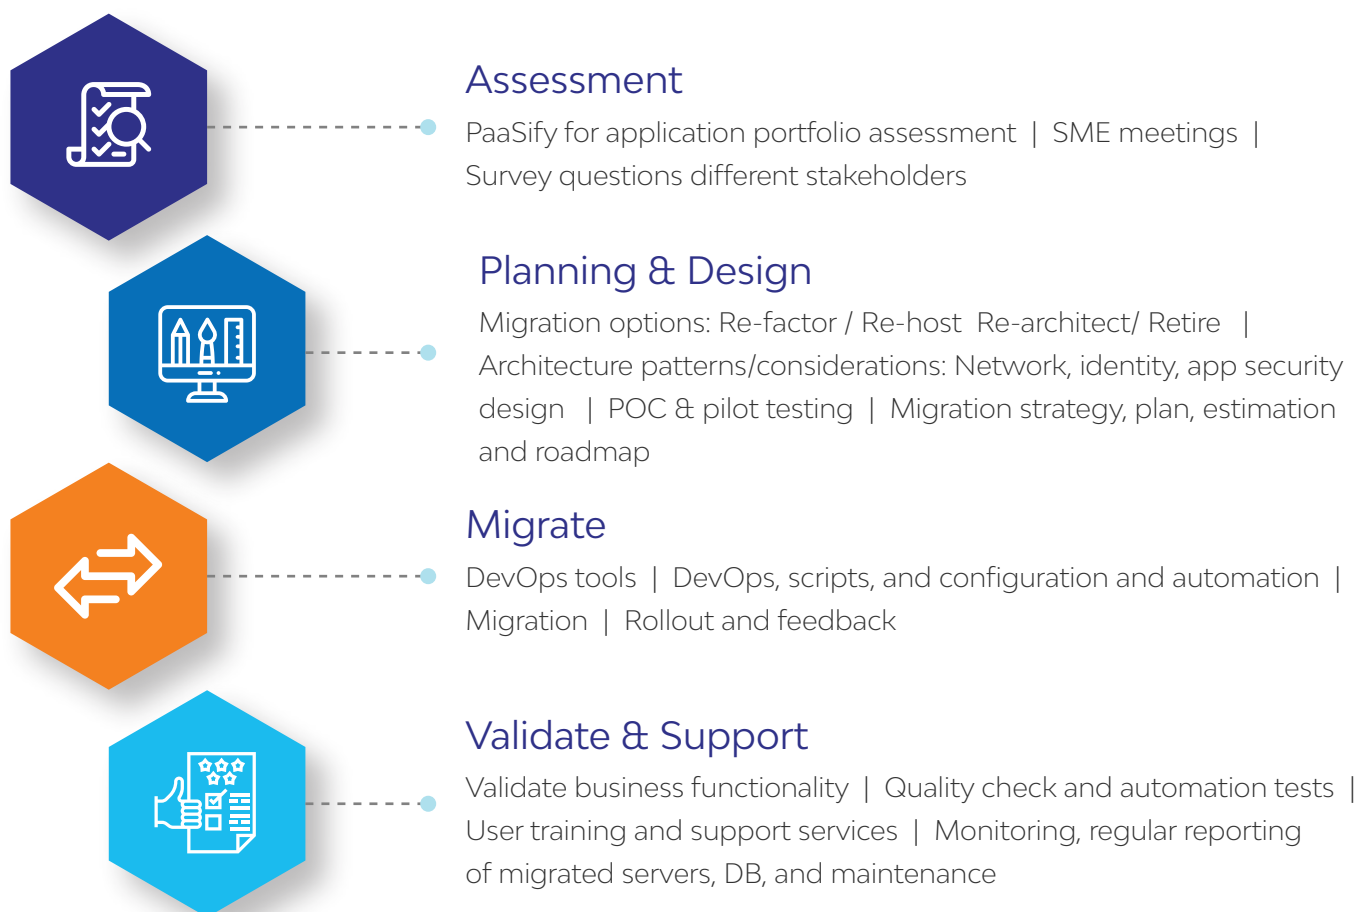 Assessment
PaaSify for application portfolio assessment | SME meetings |
Survey questions different stakeholders
Planning & Design
Migration options: Re-factor / Re-host Re-architect/ Retire |
Architecture patterns/considerations: Network, identity, app security
design | POC & pilot testing | Migration strategy, plan, estimation
and roadmap
Migrate
DevOps tools | DevOps, scripts, and configuration and automation |
Migration | Rollout and feedback
Validate & Support
Validate business functionality | Quality check and automation tests |
User training and support services | Monitoring, regular reporting
of migrated servers, DB, and maintenance